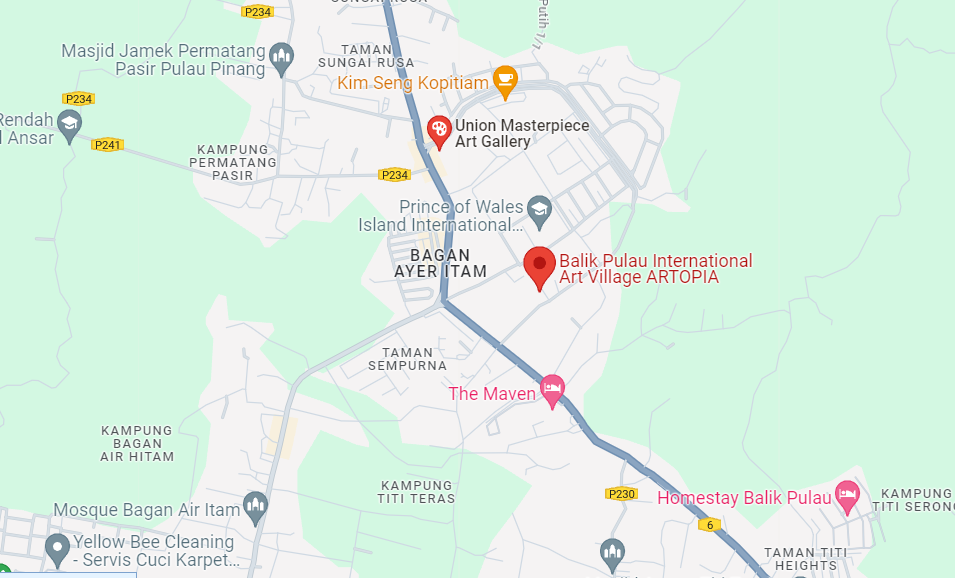 SUNGAI RUSA
P234
Putih 1/1
Masjid Jamek Permatang
Pasir Pulau Pinang
TAMAN
SUNGAI RUSA
Kim Seng Kopitiam
P234
Rendah
l Ansar
P241
Union Masterpiece
Art Gallery
KAMPUNG
PERMATANG
PASIR
P234
Prince of Wales
Island International...
BAGAN
AYER ITAM
Balik Pulau International
Art Village ARTOPIA
TAMAN
SEMPURNA
The Maven
KAMPUNG
BAGAN
AIR HITAM
KAMPUNG
TITI TERAS
P230
Homestay Balik Pulau
KAMPUNG
TITI SERONG
Mosque Bagan Air Itam
6
Yellow Bee Cleaning
- Servis Cuci Karpet...
TAMAN TITI
HEIGHTS